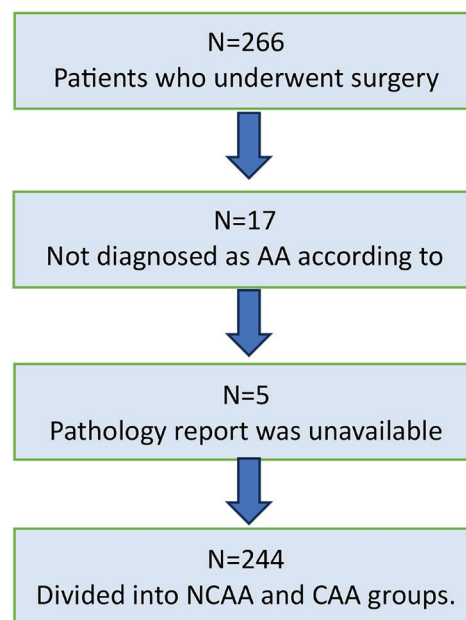 N=266
Patients who underwent surgery
N=17
Not diagnosed as AA according to
N=5
Pathology report was unavailable
N=244
Divided into NCAA and CAA groups.